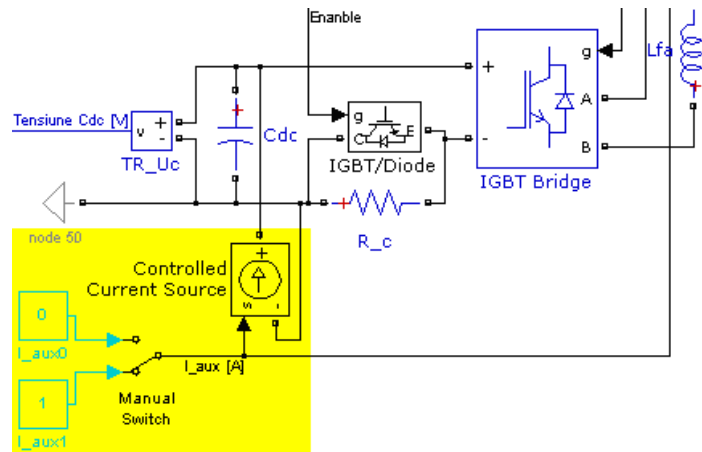 Enanble
g
Lfa
+
A
-
B
IGBT Bridge
Tensiune Cdc [V]
v
+
-
TR_Uc
Cdc
g
C
E
IGBT/Diode
R_c
node 50
Controlled
Current Source
+
s
-
0
I_aux0
I_aux [A]
1
I_aux1
Manual
Switch